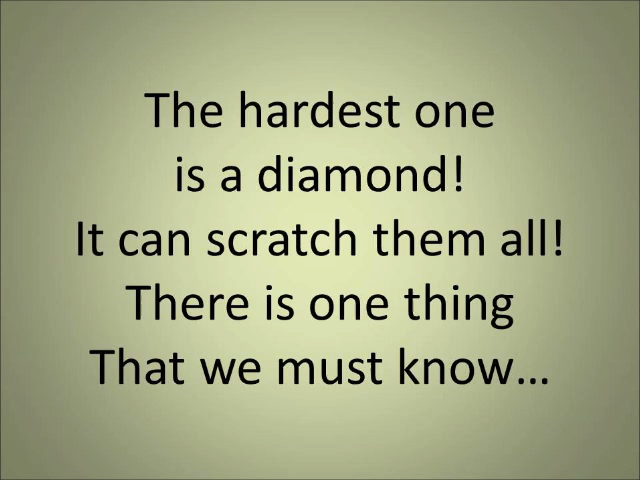 The hardest one
is a diamond!
It can scratch them all!
There is one thing
That we must know…